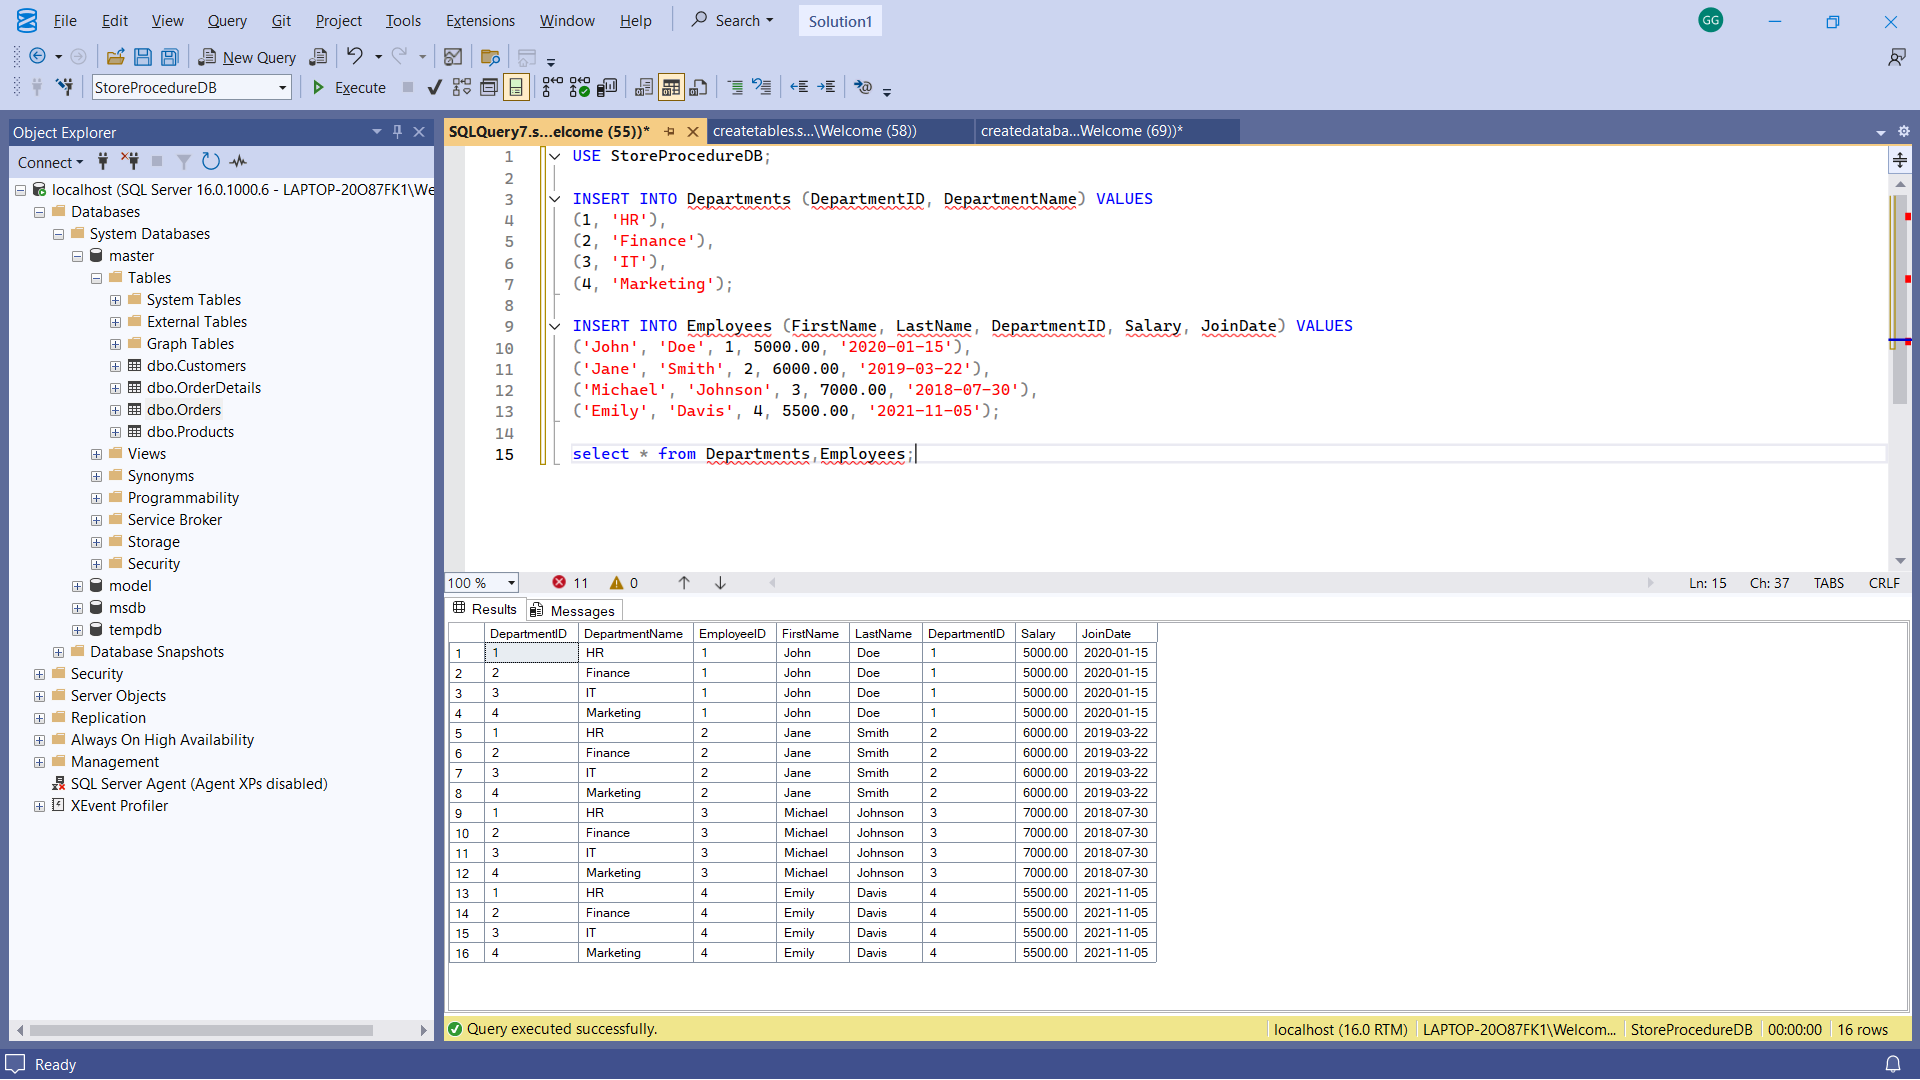 File Edit View Query Git Project Tools Extensions Window Help Search Solution1 GG
New Query
StoreProcedureDB Execute
Object Explorer
Connect
localhost (SQL Server 16.0.1000.6 - LAPTOP-20O87FK1\We
Databases
System Databases
master
Tables
System Tables
External Tables
Graph Tables
dbo.Customers
dbo.OrderDetails
dbo.Orders
dbo.Products
Views
Synonyms
Programmability
Service Broker
Storage
Security
model
msdb
tempdb
Database Snapshots
Security
Server Objects
Replication
Always On High Availability
Management
SQL Server Agent (Agent XPs disabled)
XEvent Profiler
SQLQuery7.s...elcome (55))* createtables.s...\Welcome (58)) createdataba...Welcome (69))*
1 USE StoreProcedureDB;
2
3 INSERT INTO Departments (DepartmentID, DepartmentName) VALUES
4 (1, 'HR'),
5 (2, 'Finance'),
6 (3, 'IT'),
7 (4, 'Marketing');
8
9 INSERT INTO Employees (FirstName, LastName, DepartmentID, Salary, JoinDate) VALUES
10 ('John', 'Doe', 1, 5000.00, '2020-01-15'),
11 ('Jane', 'Smith', 2, 6000.00, '2019-03-22'),
12 ('Michael', 'Johnson', 3, 7000.00, '2018-07-30'),
13 ('Emily', 'Davis', 4, 5500.00, '2021-11-05');
14
15 select * from Departments,Employees;
100 % 11 0 Ln: 15 Ch: 37 TABS CRLF
Results Messages
DepartmentID DepartmentName EmployeeID FirstName LastName DepartmentID Salary JoinDate
1 1 HR 1 John Doe 1 5000.00 2020-01-15
2 2 Finance 1 John Doe 1 5000.00 2020-01-15
3 3 IT 1 John Doe 1 5000.00 2020-01-15
4 4 Marketing 1 John Doe 1 5000.00 2020-01-15
5 1 HR 2 Jane Smith 2 6000.00 2019-03-22
6 2 Finance 2 Jane Smith 2 6000.00 2019-03-22
7 3 IT 2 Jane Smith 2 6000.00 2019-03-22
8 4 Marketing 2 Jane Smith 2 6000.00 2019-03-22
9 1 HR 3 Michael Johnson 3 7000.00 2018-07-30
10 2 Finance 3 Michael Johnson 3 7000.00 2018-07-30
11 3 IT 3 Michael Johnson 3 7000.00 2018-07-30
12 4 Marketing 3 Michael Johnson 3 7000.00 2018-07-30
13 1 HR 4 Emily Davis 4 5500.00 2021-11-05
14 2 Finance 4 Emily Davis 4 5500.00 2021-11-05
15 3 IT 4 Emily Davis 4 5500.00 2021-11-05
16 4 Marketing 4 Emily Davis 4 5500.00 2021-11-05
Query executed successfully. localhost (16.0 RTM) LAPTOP-20O87FK1\Welcom... StoreProcedureDB 00:00:00 16 rows
Ready